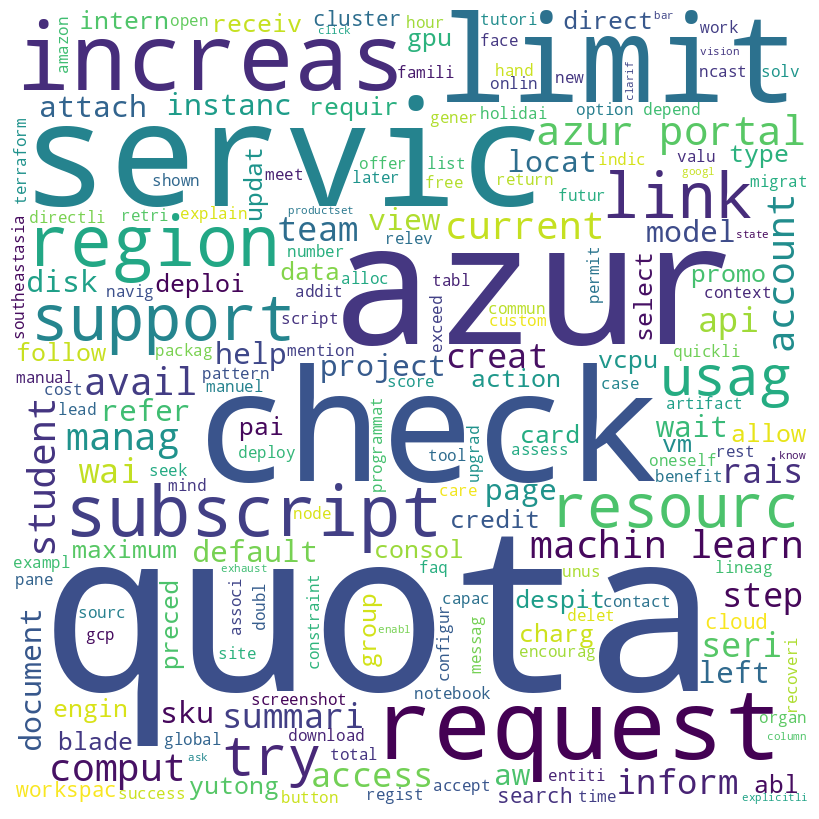 amazon intern open receiv cluster click tutori direct bar work
hour gpu face vision
increas limit
famili onlin hand new clarif ncast solv
attach instanc requir gener holidai option depend
servic azur portal
terraform shown updat meet offer later list free locat indic valu type migrat
return link futur googl
directli retri explain productset
region team view current model account
number relev state
southeastasia disk deploi data alloc azur tabl permit select promo context
navig addit exceed commun
support script custom api
follow packag help mention project creat vcpu quickli
manual pattern manuel score check action case usag
cost avail artifact
student lead refer pai programmat tool upgrad assess card vm wait allow
manag deploy oneself rest know
wai seek mind care page benefit rais
subscript node credit resourc
maximum default consol faq machin learn
exampl exhaust unus lineag
pane associ doubl constraint configur capac despit contact step
document sourc preced quota group enabl messag delet cloud
gcp site charg seri
encourag left recoveri
screenshot notebook
engin sku summari request organ
blade global download column
comput ask try total access aw entiti inform abl
workspac success yutong button regist accept search time explicitli